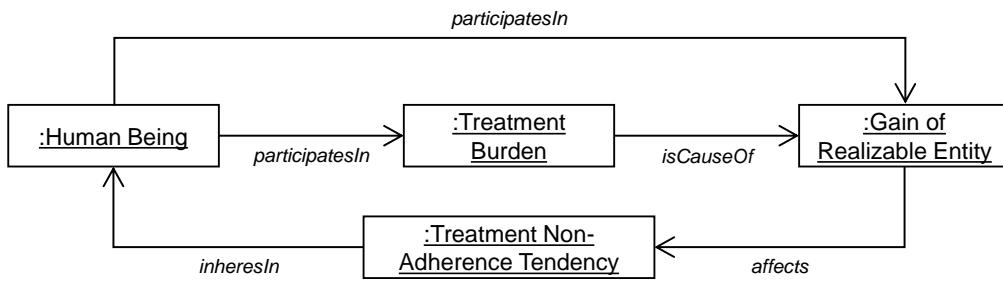 participatesIn
:Human Being
participatesIn
:Treatment
Burden
isCauseOf
:Gain of
Realizable Entity
inheresIn
:Treatment Non-
Adherence Tendency
affects